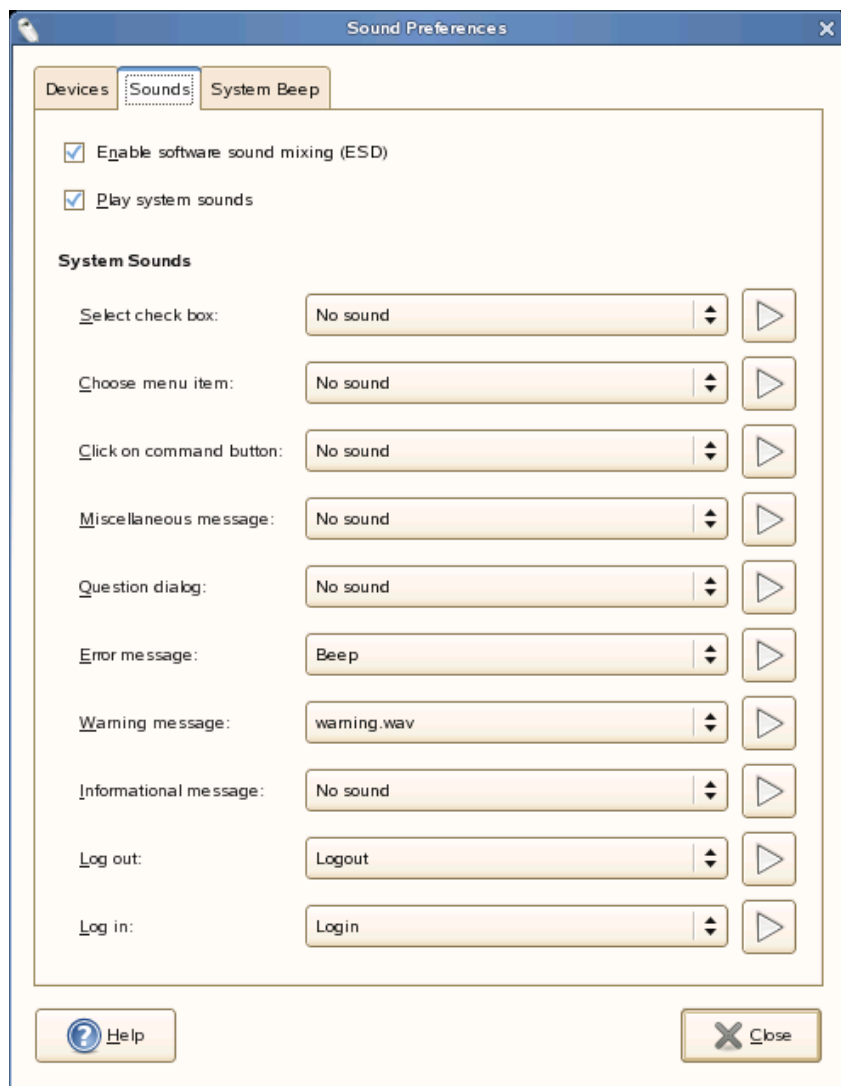 Sound Preferences
Devices Sounds System Beep
Enable software sound mixing (ESD)
Play system sounds
System Sounds
Select check box: No sound
Choose menu item: No sound
Click on command button: No sound
Miscellaneous message: No sound
Question dialog: No sound
Error message: Beep
Warning message: warning.wav
Informational message: No sound
Log out: Logout
Log in: Login
Help Close